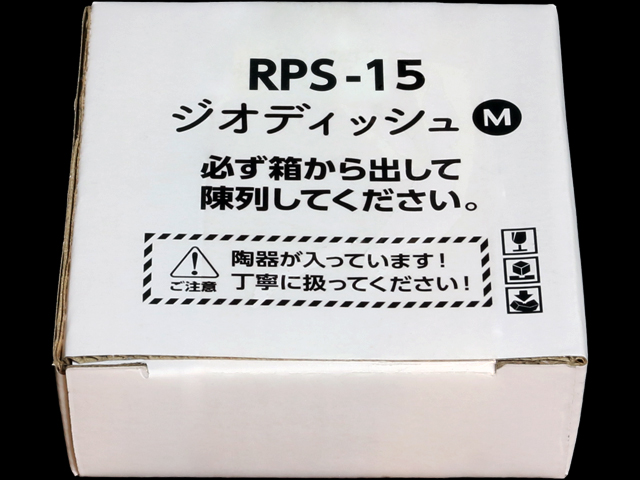 RPS-15
ジオディッシュ M
必ず箱から出して
陳列してください。
陶器が入っています!
ご注意 丁寧に扱ってください!